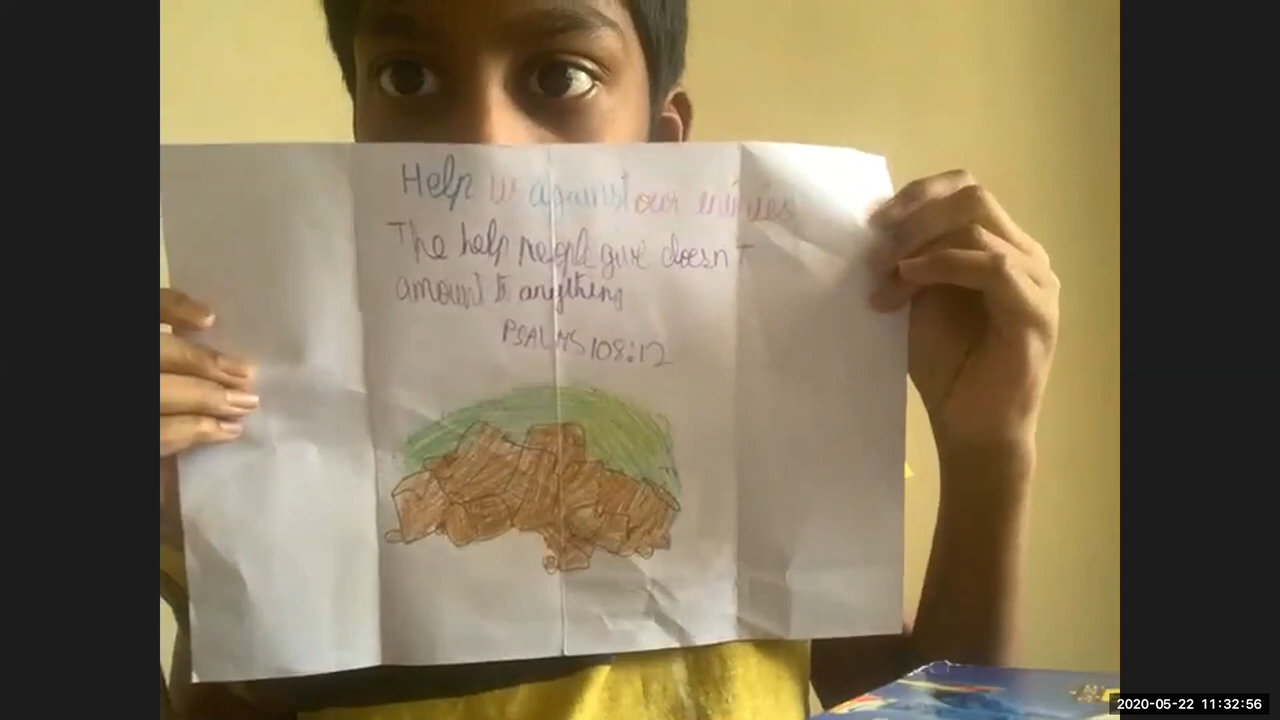 Help us against our enimies
The help people give doesn't
amount to anything
PSALMS 108:12
2020-05-22 11:32:56